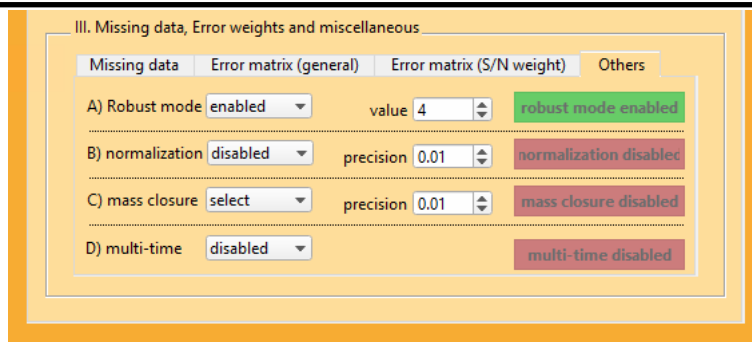 III. Missing data, Error weights and miscellaneous
Missing data Error matrix (general) Error matrix (S/N weight) Others
A) Robust mode enabled value 4 robust mode enabled
B) normalization disabled precision 0.01 normalization disabled
C) mass closure select precision 0.01 mass closure disabled
D) multi-time disabled multi-time disabled